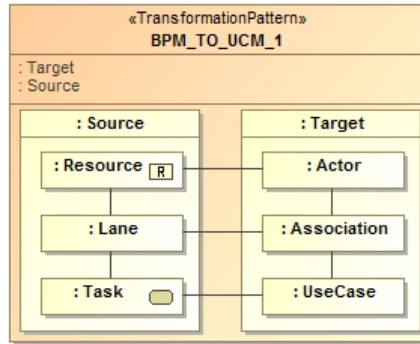 «TransformationPattern»
BPM_TO_UCM_1
: Target
: Source
: Source
: Target
: Resource R
: Actor
: Lane
: Association
: Task
: UseCase